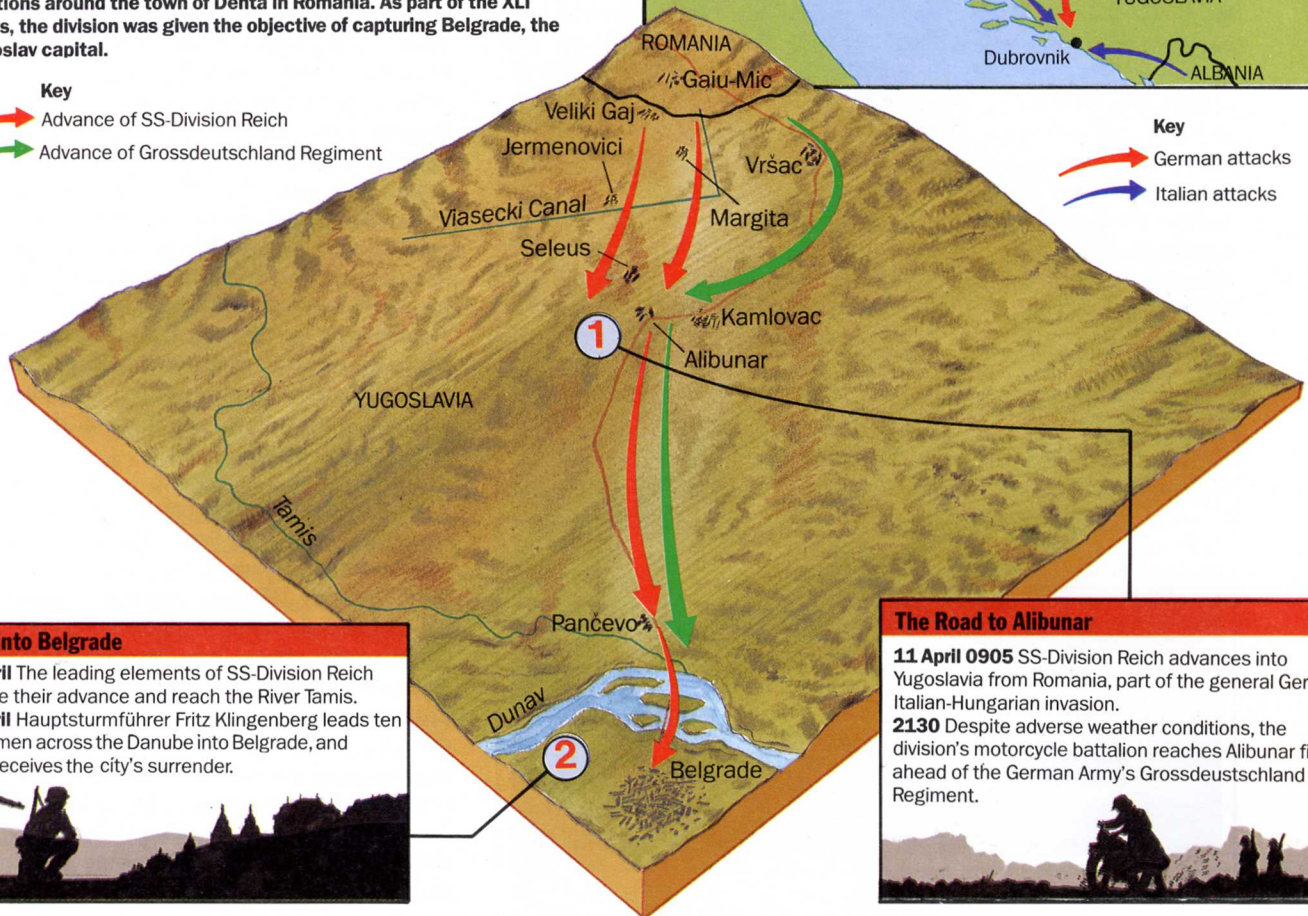 tions around the town of Denta in Romania. As part of the XLI
s, the division was given the objective of capturing Belgrade, the
oslav capital.
Key
Advance of SS-Division Reich
Advance of Grossdeutschland Regiment
YUGOSLAVIA
Dubrovnik
ALBANIA
Key
German attacks
Italian attacks
ROMANIA
Gaiu-Mic
Veliki Gaj
Jermenovici
Vršac
Viasecki Canal
Margita
Seleus
Kamlovac
1
Alibunar
YUGOSLAVIA
Tamis
Pančevo
Dunav
2
Belgrade
into Belgrade
ril The leading elements of SS-Division Reich
e their advance and reach the River Tamis.
ril Hauptsturmführer Fritz Klingenberg leads ten
men across the Danube into Belgrade, and
receives the city's surrender.
The Road to Alibunar
11 April 0905 SS-Division Reich advances into
Yugoslavia from Romania, part of the general Ger
Italian-Hungarian invasion.
2130 Despite adverse weather conditions, the
division's motorcycle battalion reaches Alibunar fi
ahead of the German Army's Grossdeustschland
Regiment.